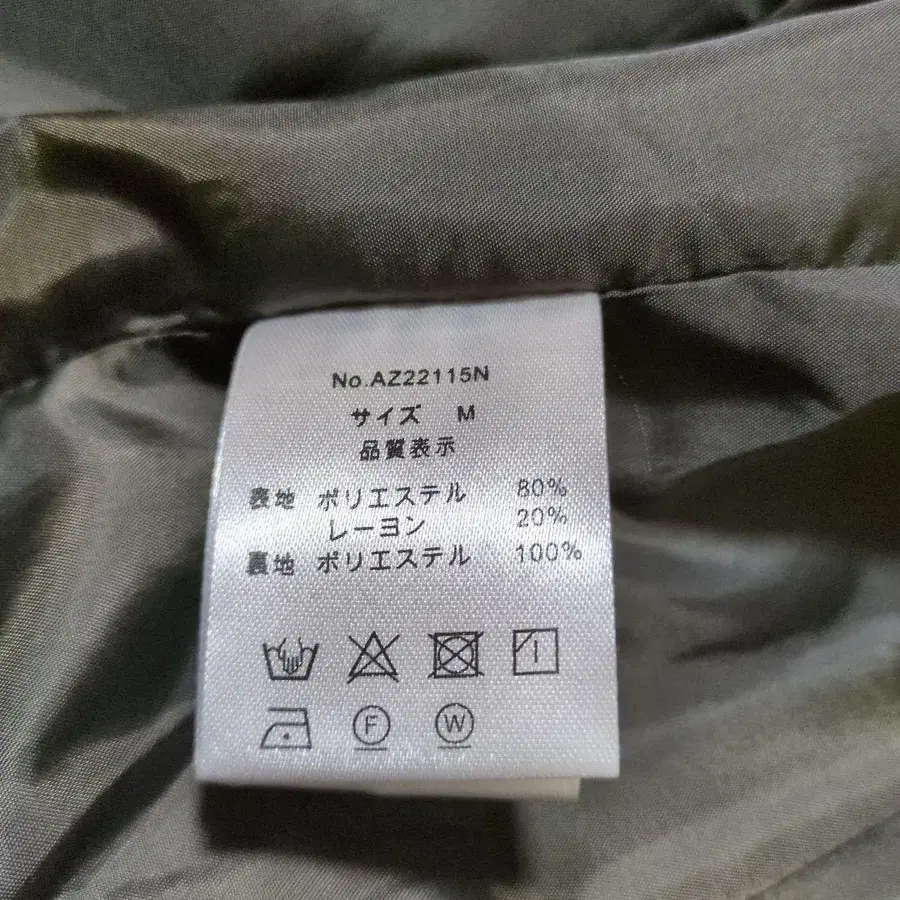 No.AZ22115N
サイズ M
品質表示
表地 ポリエステル 80%
レーヨン 20%
裏地 ポリエステル 100%
F W